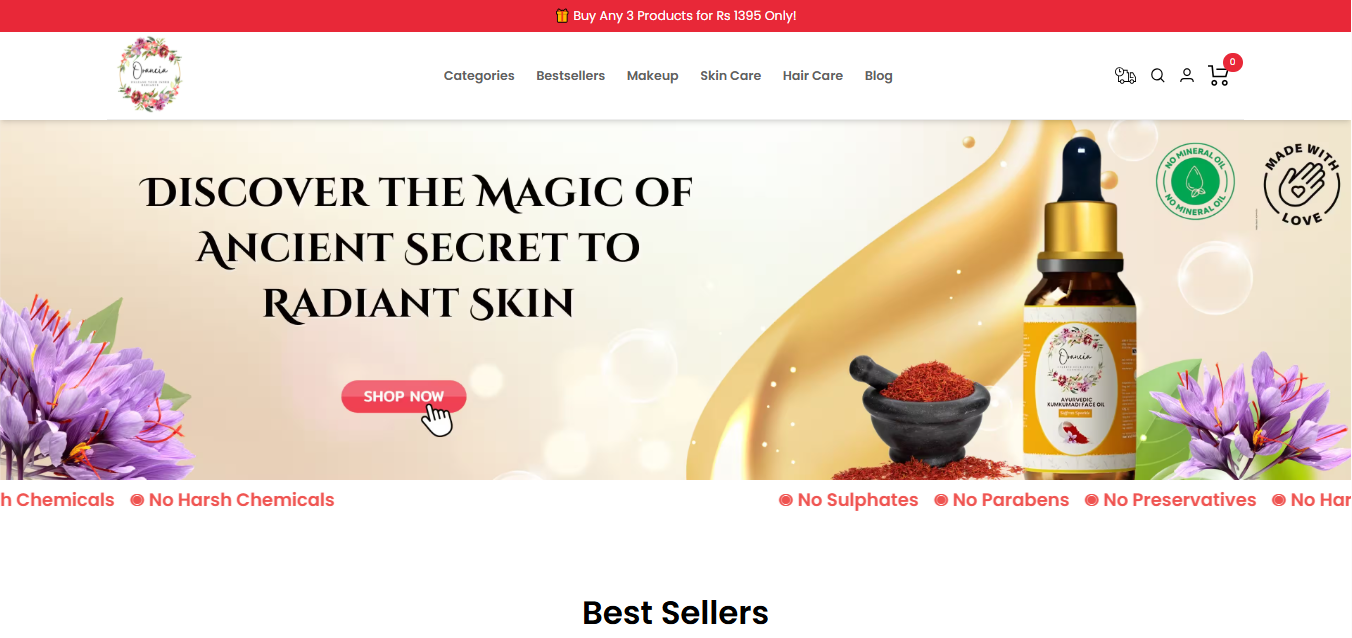 Buy Any 3 Products for Rs 1395 Only!
Orancia
Categories Bestsellers Makeup Skin Care Hair Care Blog
0
DISCOVER THE MAGIC OF
ANCIENT SECRET TO
RADIANT SKIN
SHOP NOW
NO MINERAL OIL
NO MINERAL OIL
MADE WITH
LOVE
Orancia
AYURVEDIC
KUMKUMADI FACE OIL
h Chemicals ◉ No Harsh Chemicals ◉ No Sulphates ◉ No Parabens ◉ No Preservatives ◉ No Har
Best Sellers